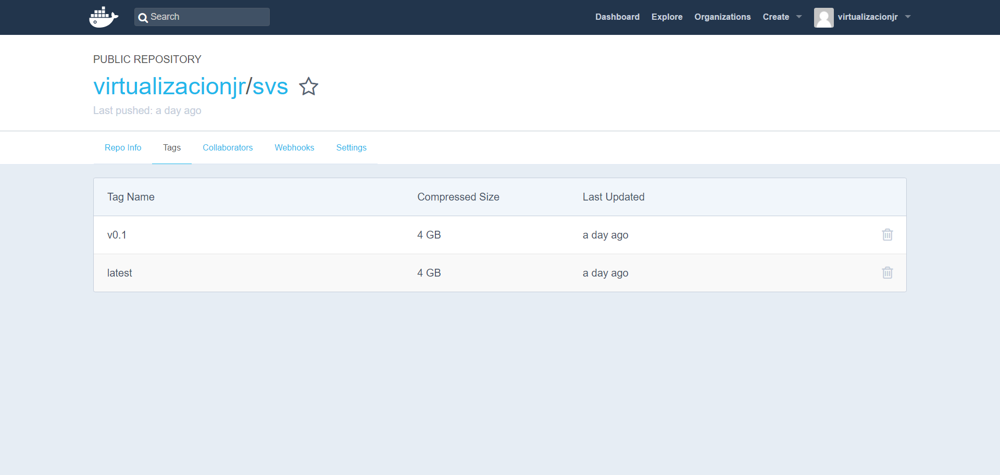 Search Dashboard Explore Organizations Create virtualizacionjr
PUBLIC REPOSITORY
virtualizacionjr/svs
Last pushed: a day ago
Repo Info Tags Collaborators Webhooks Settings
Tag Name Compressed Size Last Updated
v0.1 4 GB a day ago
latest 4 GB a day ago